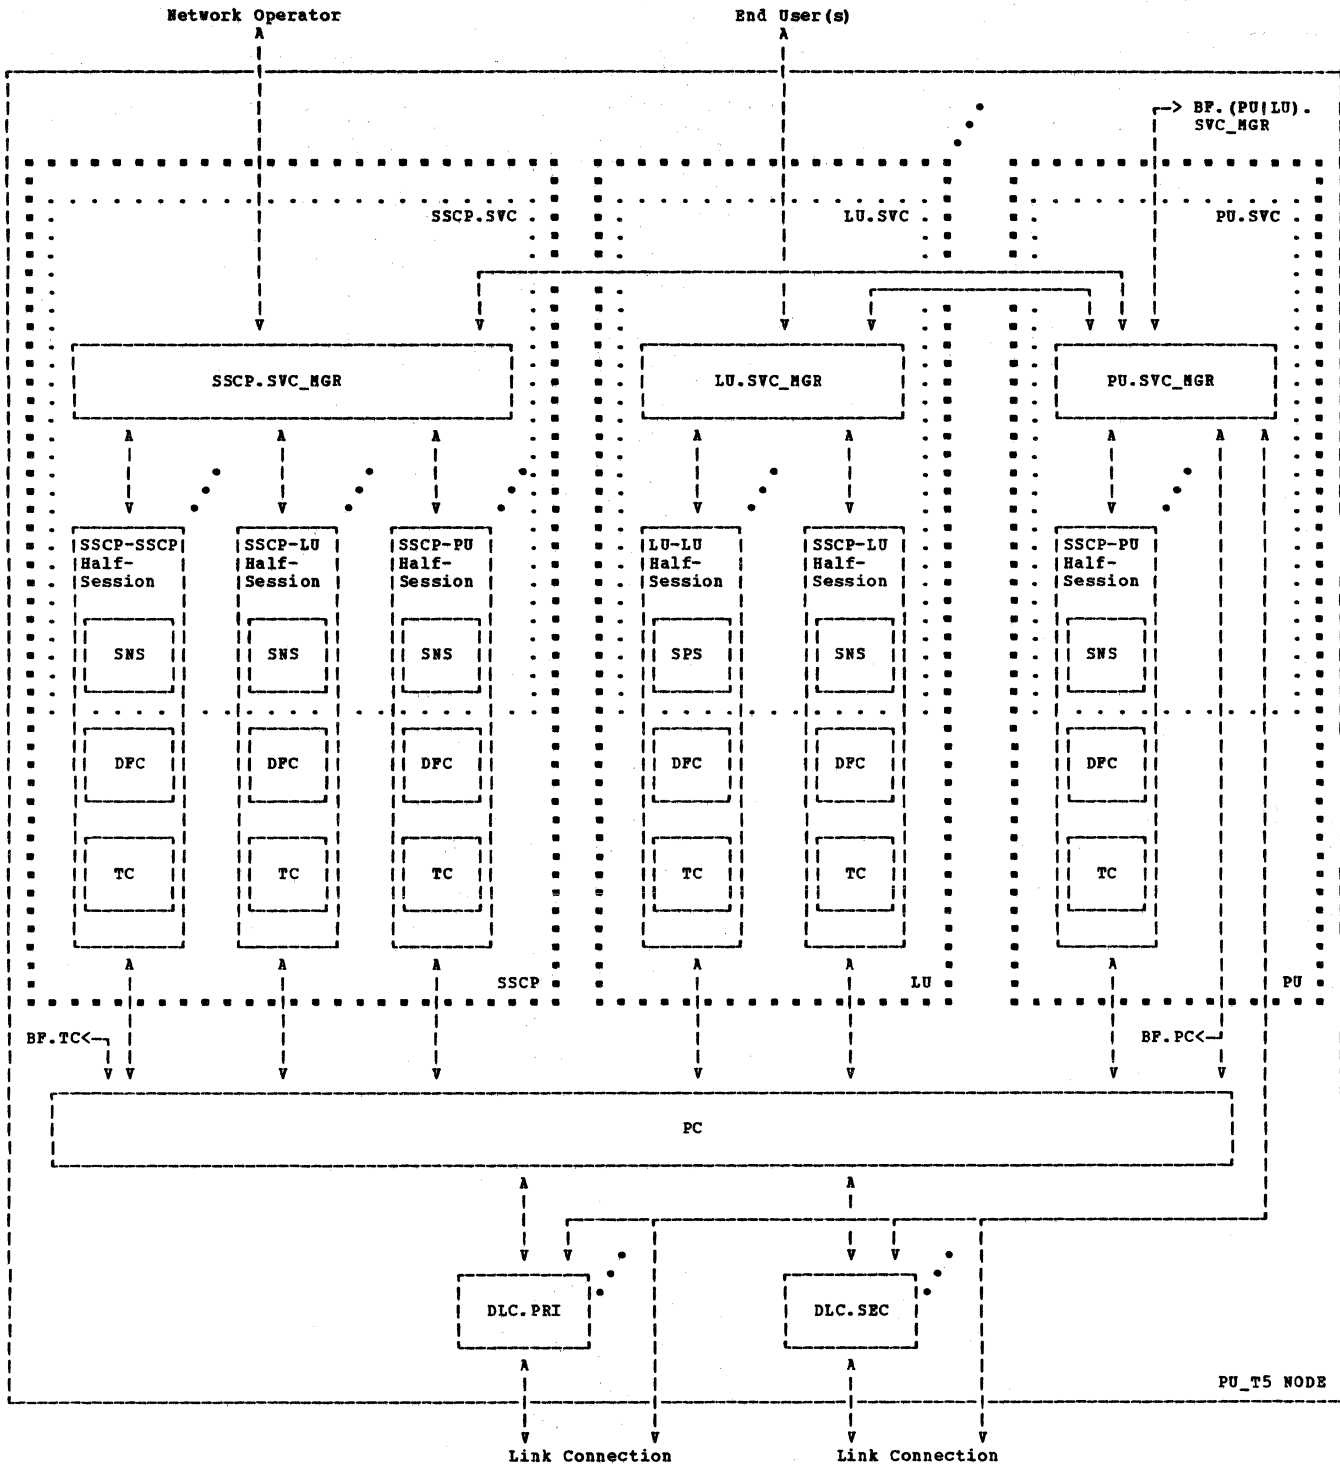 Network Operator
End User(s)
BF.(PU|LU).
SVC_MGR
SSCP.SVC
LU.SVC
PU.SVC
SSCP.SVC_MGR
LU.SVC_MGR
PU.SVC_MGR
SSCP-SSCP
Half-
Session
SSCP-LU
Half-
Session
SSCP-PU
Half-
Session
LU-LU
Half-
Session
SSCP-LU
Half-
Session
SSCP-PU
Half-
Session
SNS
SNS
SNS
SPS
SNS
SNS
DFC
DFC
DFC
DFC
DFC
DFC
TC
TC
TC
TC
TC
TC
SSCP
LU
PU
BF.TC
BF.PC
PC
DLC.PRI
DLC.SEC
PU_T5 NODE
Link Connection
Link Connection